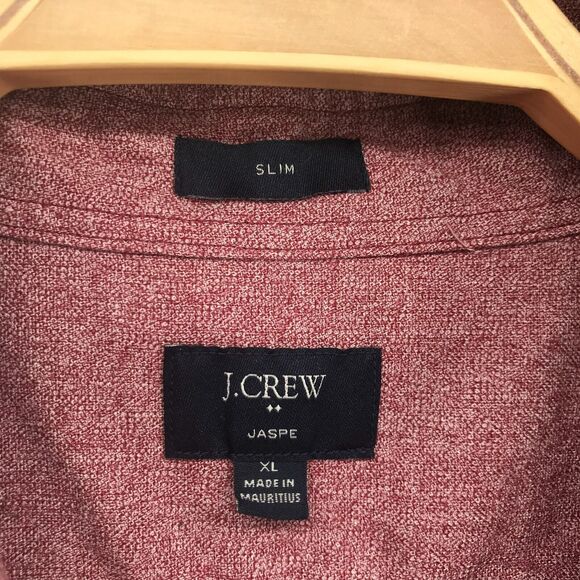 SLIM
J.CREW
JASPE
XL
MADE IN
MAURITIUS